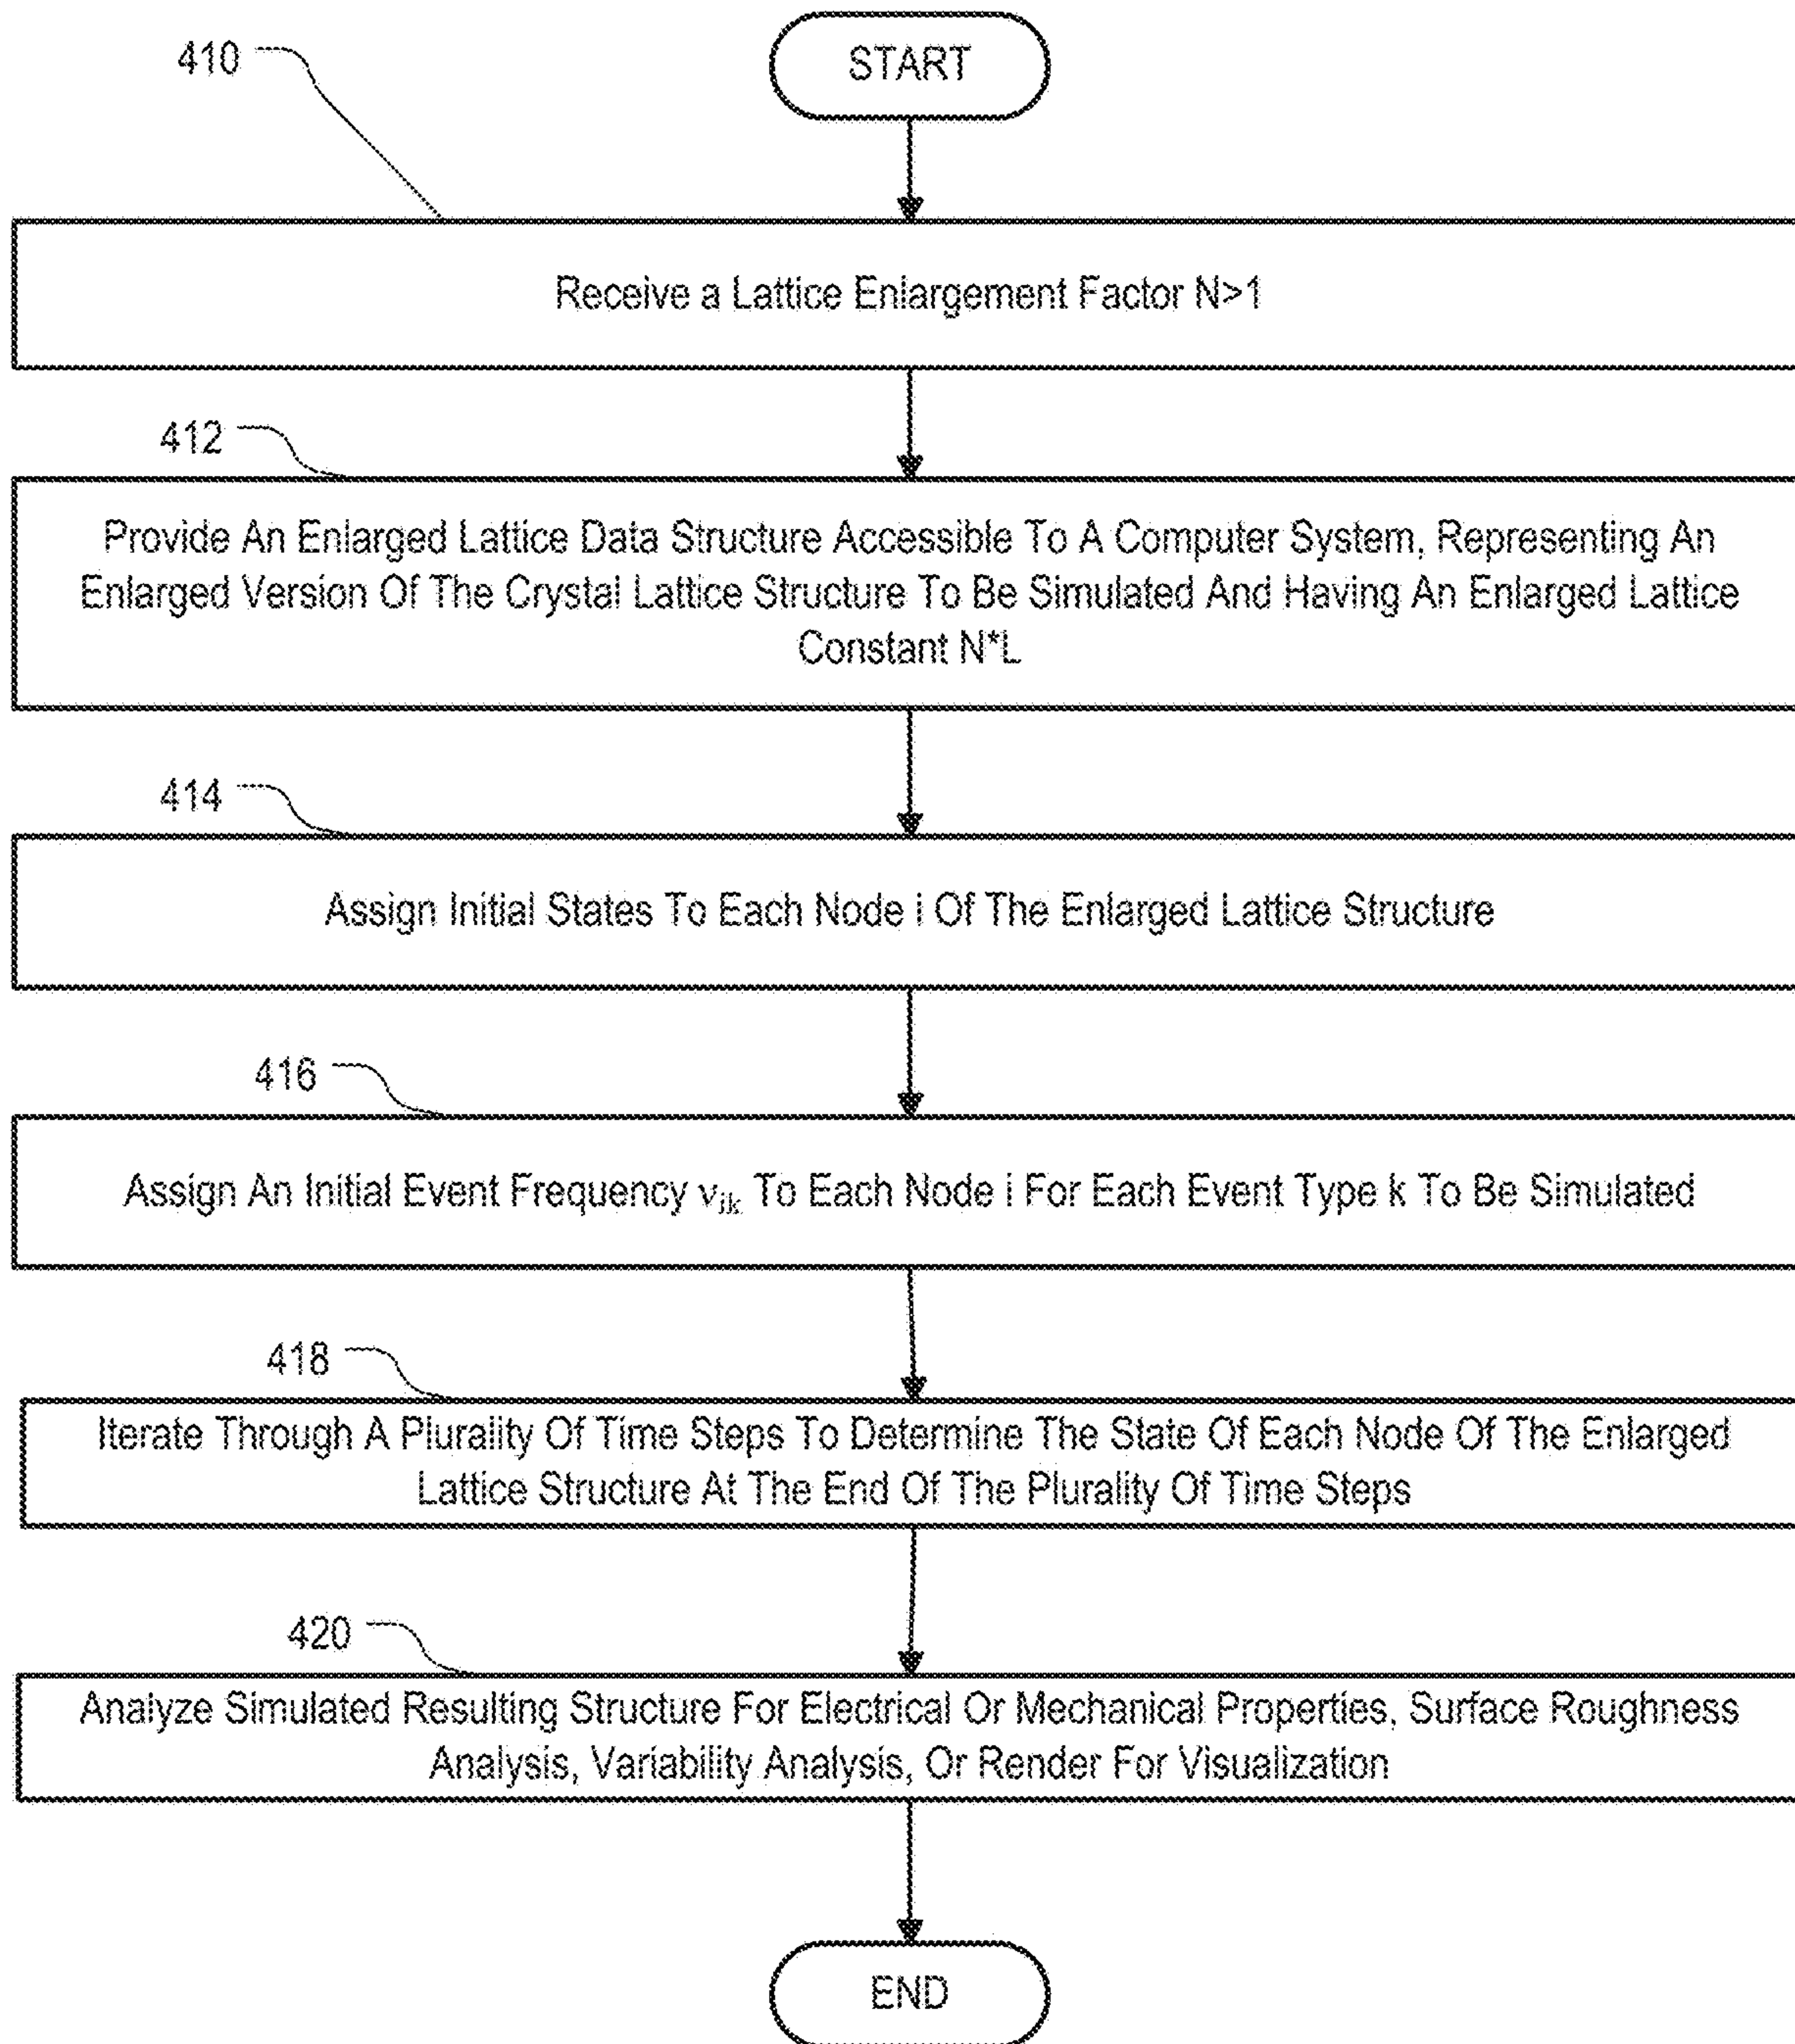 START
410
Receive a Lattice Enlargement Factor N>1
412
Provide An Enlarged Lattice Data Structure Accessible To A Computer System, Representing An
Enlarged Version Of The Crystal Lattice Structure To Be Simulated And Having An Enlarged Lattice
Constant N*L
414
Assign Initial States To Each Node i Of The Enlarged Lattice Structure
416
Assign An Initial Event Frequency νik To Each Node i For Each Event Type k To Be Simulated
418
Iterate Through A Plurality Of Time Steps To Determine The State Of Each Node Of The Enlarged
Lattice Structure At The End Of The Plurality Of Time Steps
420
Analyze Simulated Resulting Structure For Electrical Or Mechanical Properties, Surface Roughness
Analysis, Variability Analysis, Or Render For Visualization
END